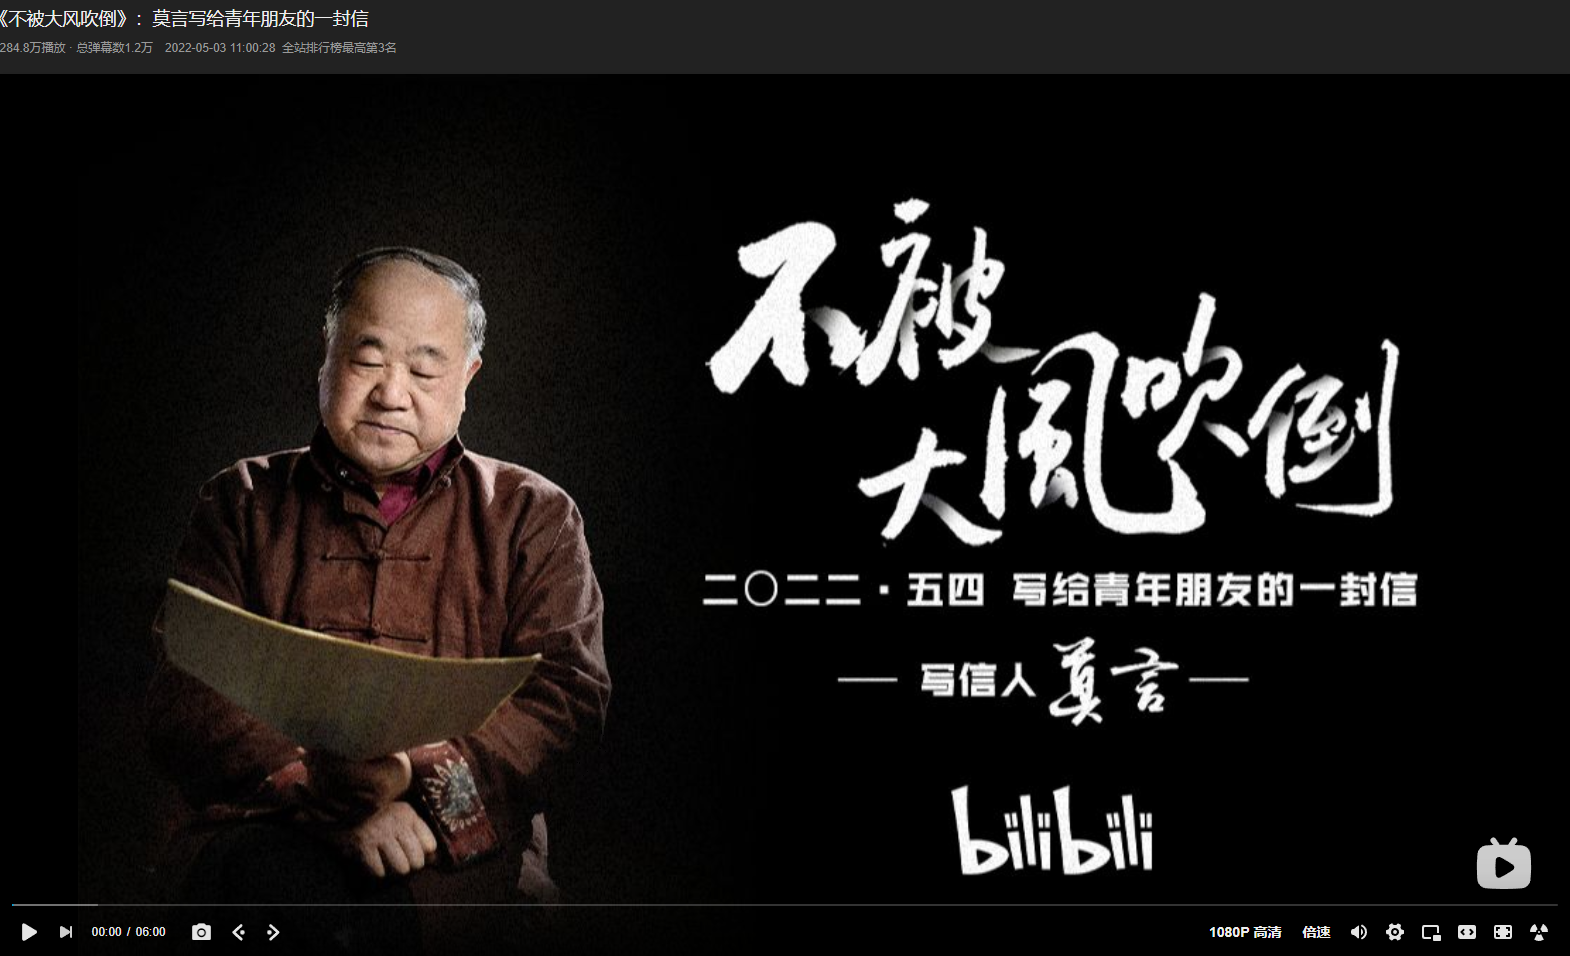 《不被大风吹倒》：莫言写给青年朋友的一封信
284.8万播放 · 总弹幕数1.2万 2022-05-03 11:00:28 全站排行榜最高第3名
不被
大风吹倒
二〇二二·五四 写给青年朋友的一封信
写信人 莫言
bilibili
00:00 / 06:00 1080P 高清 倍速